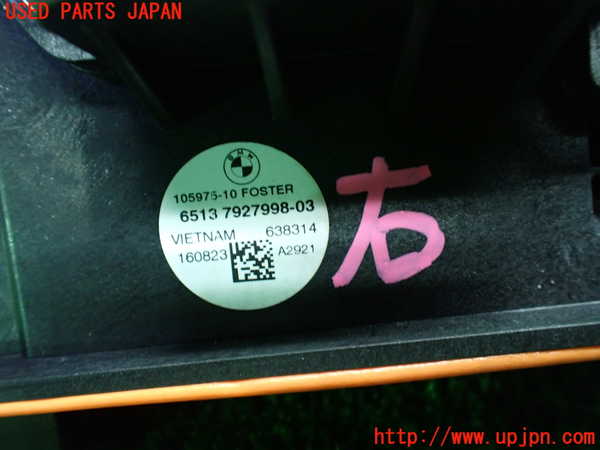 USED PARTS JAPAN
BMW
105975-10 FOSTER
6513 7927998-03
VIETNAM 638314
160823 A2921
右
http://www.upjpn.com/